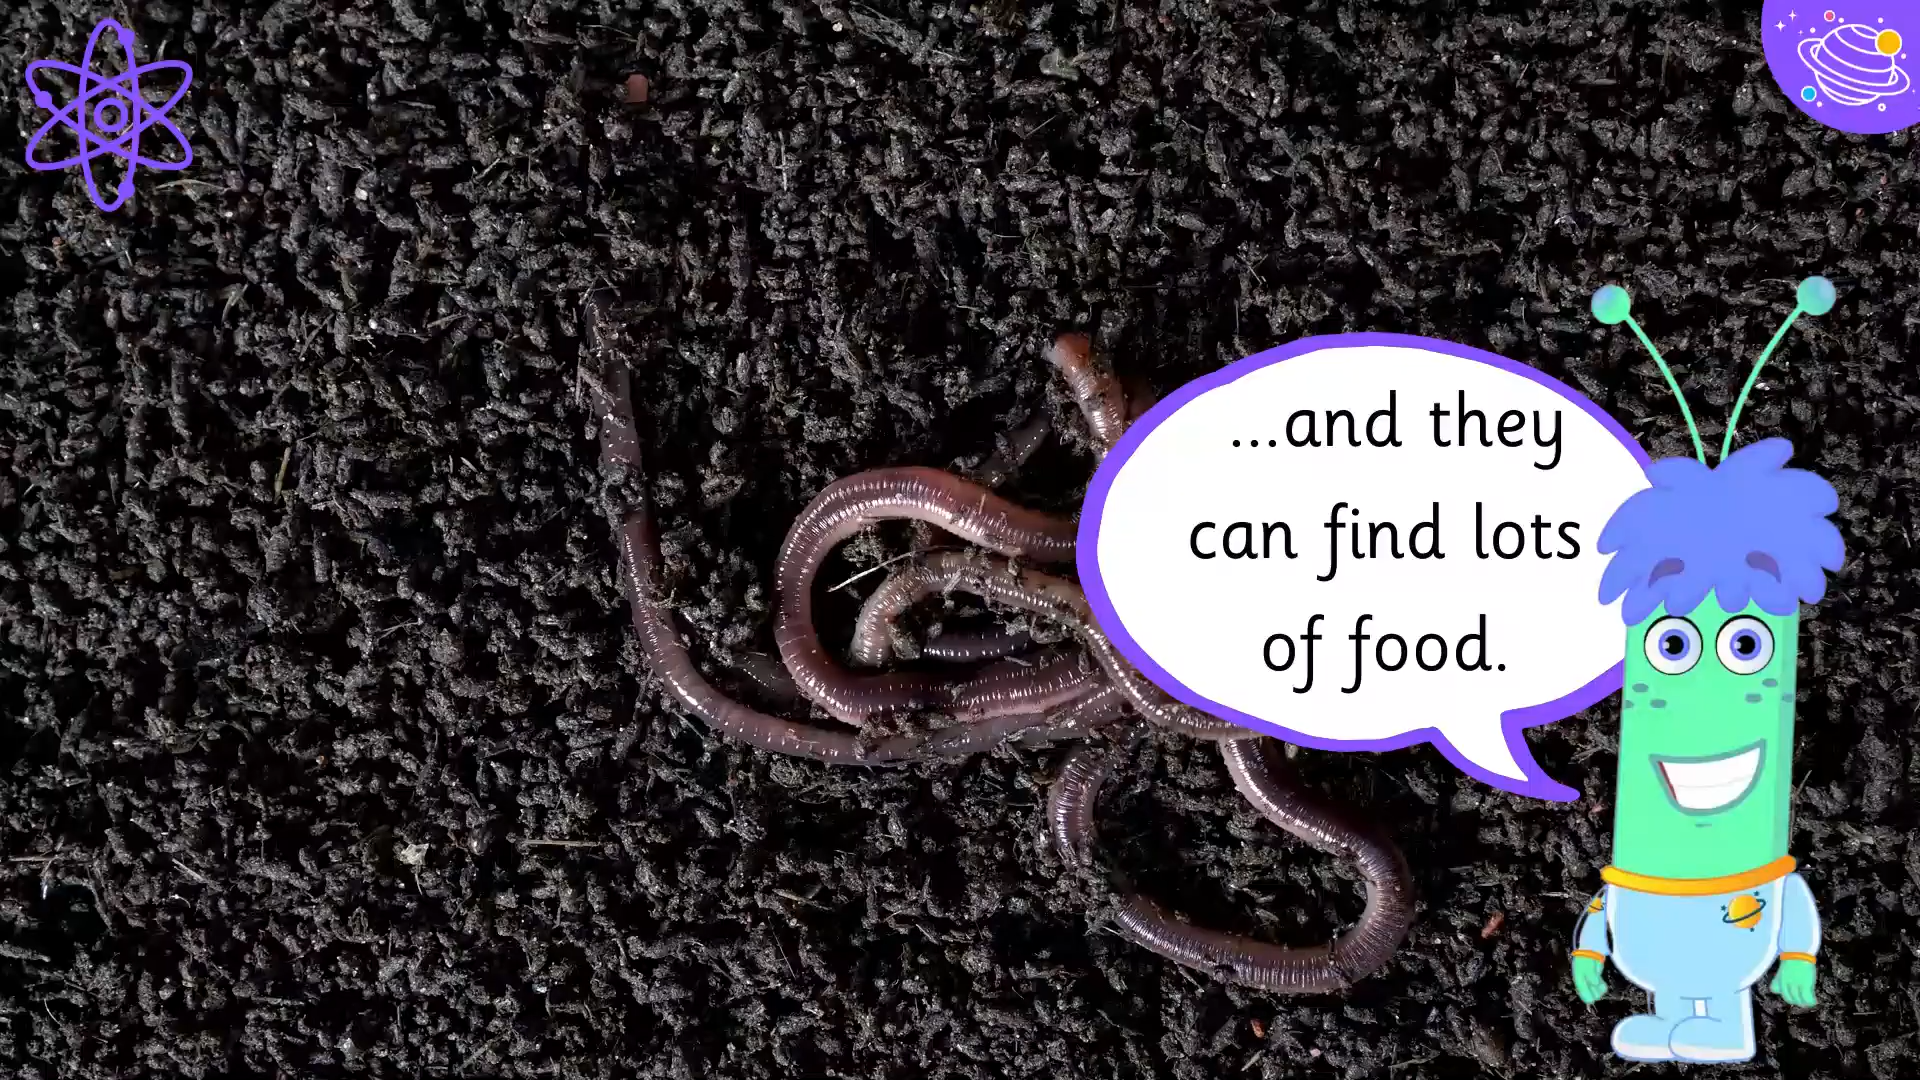 ...and they
can find lots
of food.